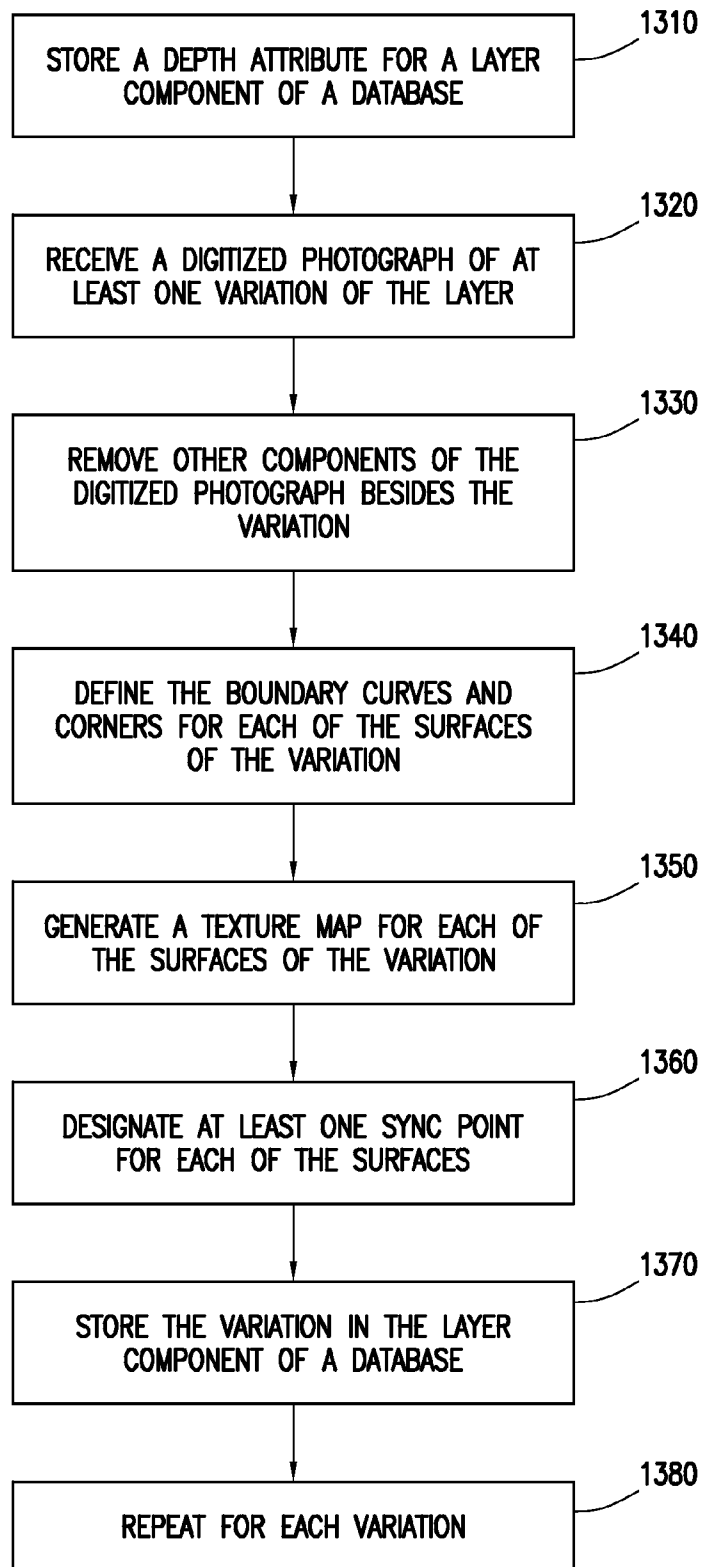 1310
STORE A DEPTH ATTRIBUTE FOR A LAYER
COMPONENT OF A DATABASE
1320
RECEIVE A DIGITIZED PHOTOGRAPH OF AT
LEAST ONE VARIATION OF THE LAYER
1330
REMOVE OTHER COMPONENTS OF THE
DIGITIZED PHOTOGRAPH BESIDES THE
VARIATION
1340
DEFINE THE BOUNDARY CURVES AND
CORNERS FOR EACH OF THE SURFACES
OF THE VARIATION
1350
GENERATE A TEXTURE MAP FOR EACH OF
THE SURFACES OF THE VARIATION
1360
DESIGNATE AT LEAST ONE SYNC POINT
FOR EACH OF THE SURFACES
1370
STORE THE VARIATION IN THE LAYER
COMPONENT OF A DATABASE
1380
REPEAT FOR EACH VARIATION